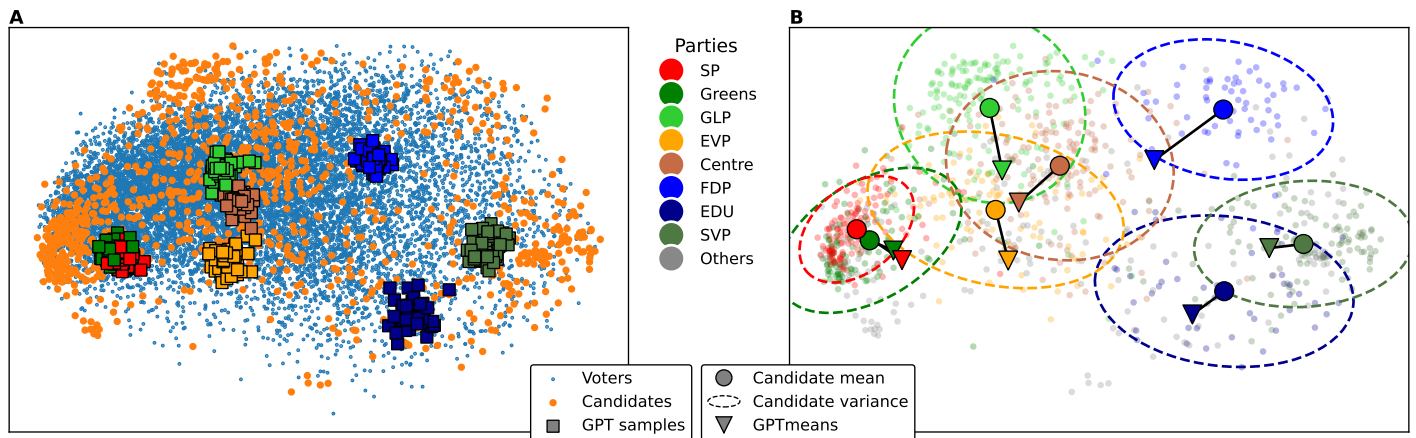 A
B
Parties
SP
Greens
GLP
EVP
Centre
FDP
EDU
SVP
Others
Voters
Candidates
GPT samples
Candidate mean
Candidate variance
GPTmeans